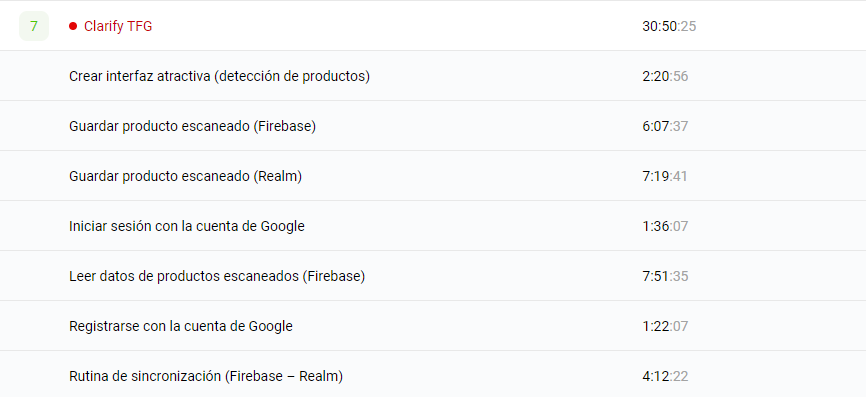 7 Clarify TFG 30:50:25
Crear interfaz atractiva (detección de productos) 2:20:56
Guardar producto escaneado (Firebase) 6:07:37
Guardar producto escaneado (Realm) 7:19:41
Iniciar sesión con la cuenta de Google 1:36:07
Leer datos de productos escaneados (Firebase) 7:51:35
Registrarse con la cuenta de Google 1:22:07
Rutina de sincronización (Firebase – Realm) 4:12:22